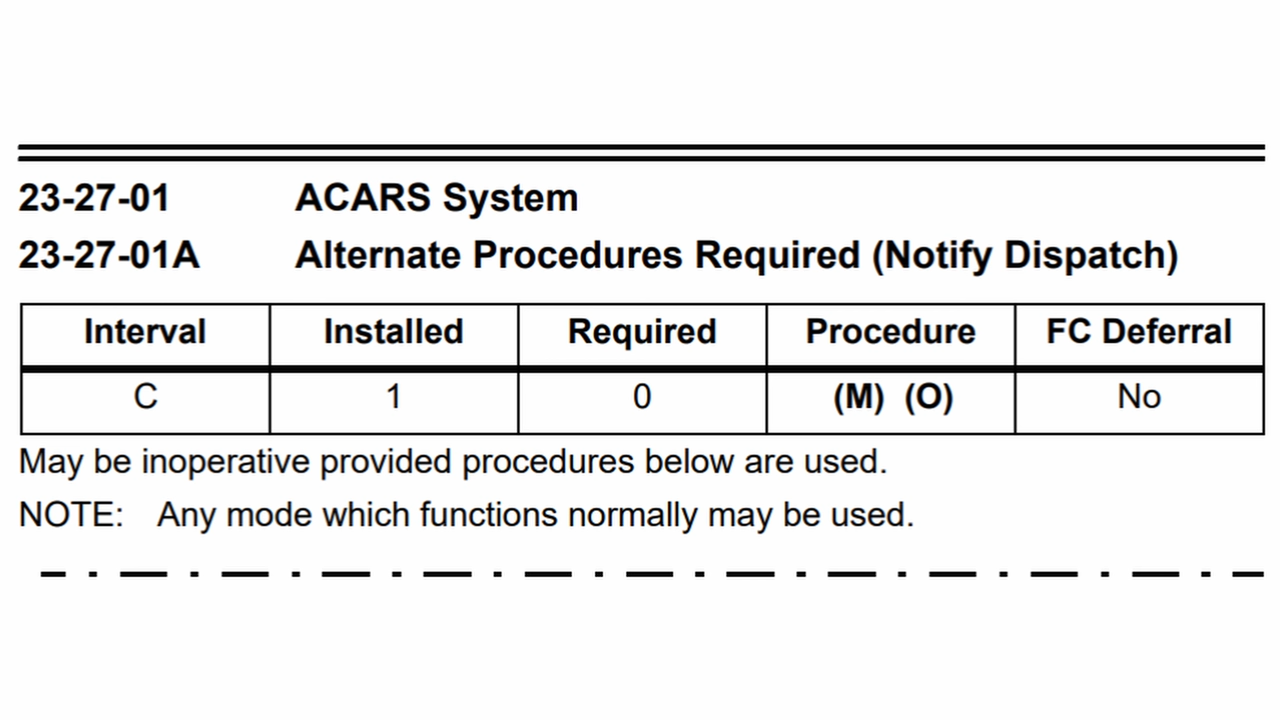 23-27-01 ACARS System
23-27-01A Alternate Procedures Required (Notify Dispatch)
Interval Installed Required Procedure FC Deferral
C 1 0 (M) (O) No
May be inoperative provided procedures below are used.
NOTE: Any mode which functions normally may be used.